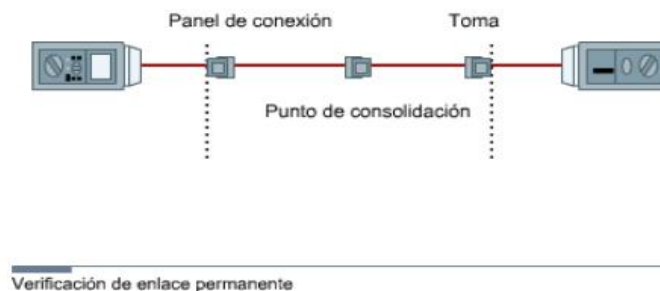 Panel de conexión
Toma
Punto de consolidación
Verificación de enlace permanente